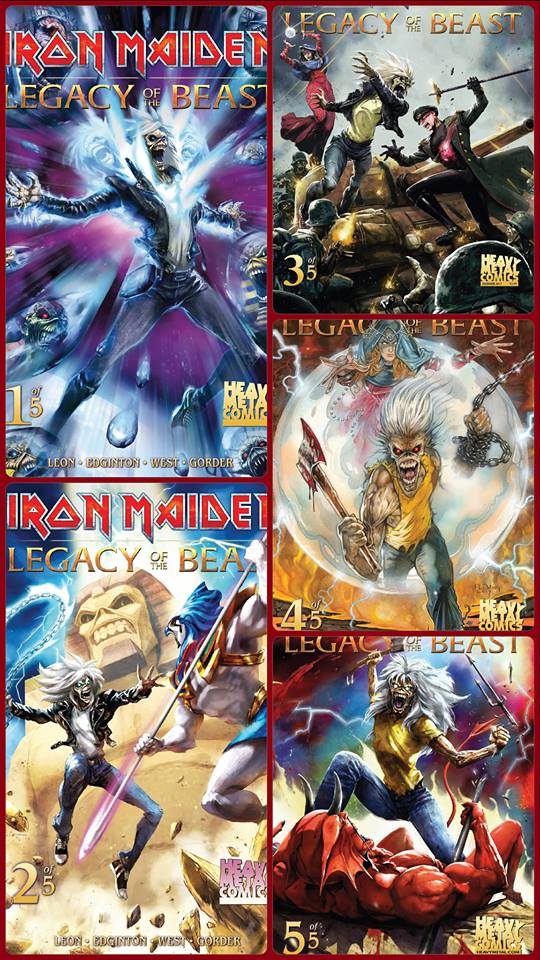 IRON MAIDEN
LEGACY OF THE BEAST
1 of 5
HEAVY METAL COMICS
LEON • EDGINTON • WEST • GORDER
IRON MAIDEN
LEGACY OF THE BEA
2 of 5
HEAVY METAL COMICS
LEON • EDGINTON • WEST • GORDER
LEGACY OF THE BEAST
3 of 5
HEAVY METAL COMICS
LEGACY OF THE BEAST
4 of 5
HEAVY METAL COMICS
LEGACY OF THE BEAST
5 of 5
HEAVY METAL COMICS
HEAVYMETAL.COM